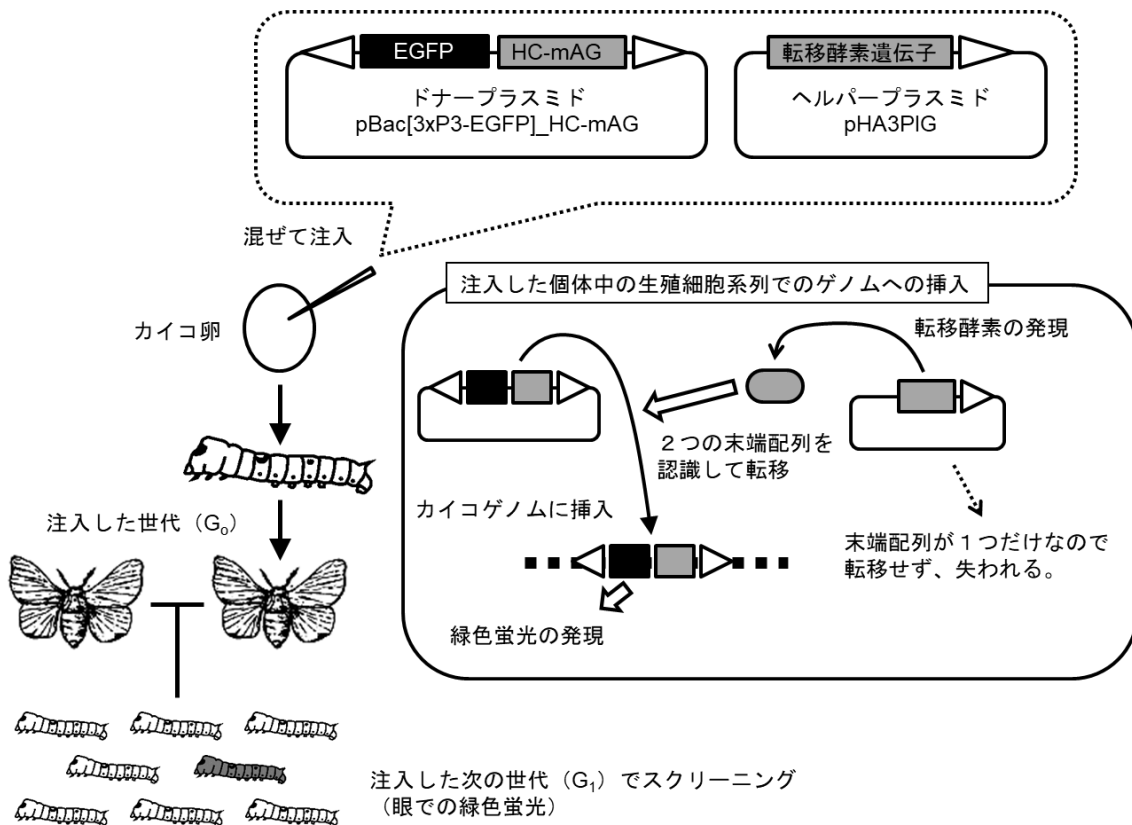 EGFP
HC-mAG
ドナープラスミド
pBac[3xP3-EGFP]_HC-mAG
転移酵素遺伝子
ヘルパープラスミド
pHA3PIG
混ぜて注入
カイコ卵
注入した世代(G₀)
注入した個体中の生殖細胞系列でのゲノムへの挿入
転移酵素の発現
２つの末端配列を
認識して転移
カイコゲノムに挿入
末端配列が１つだけなので
転移せず、失われる。
緑色蛍光の発現
注入した次の世代(G₁)でスクリーニング
(眼での緑色蛍光)